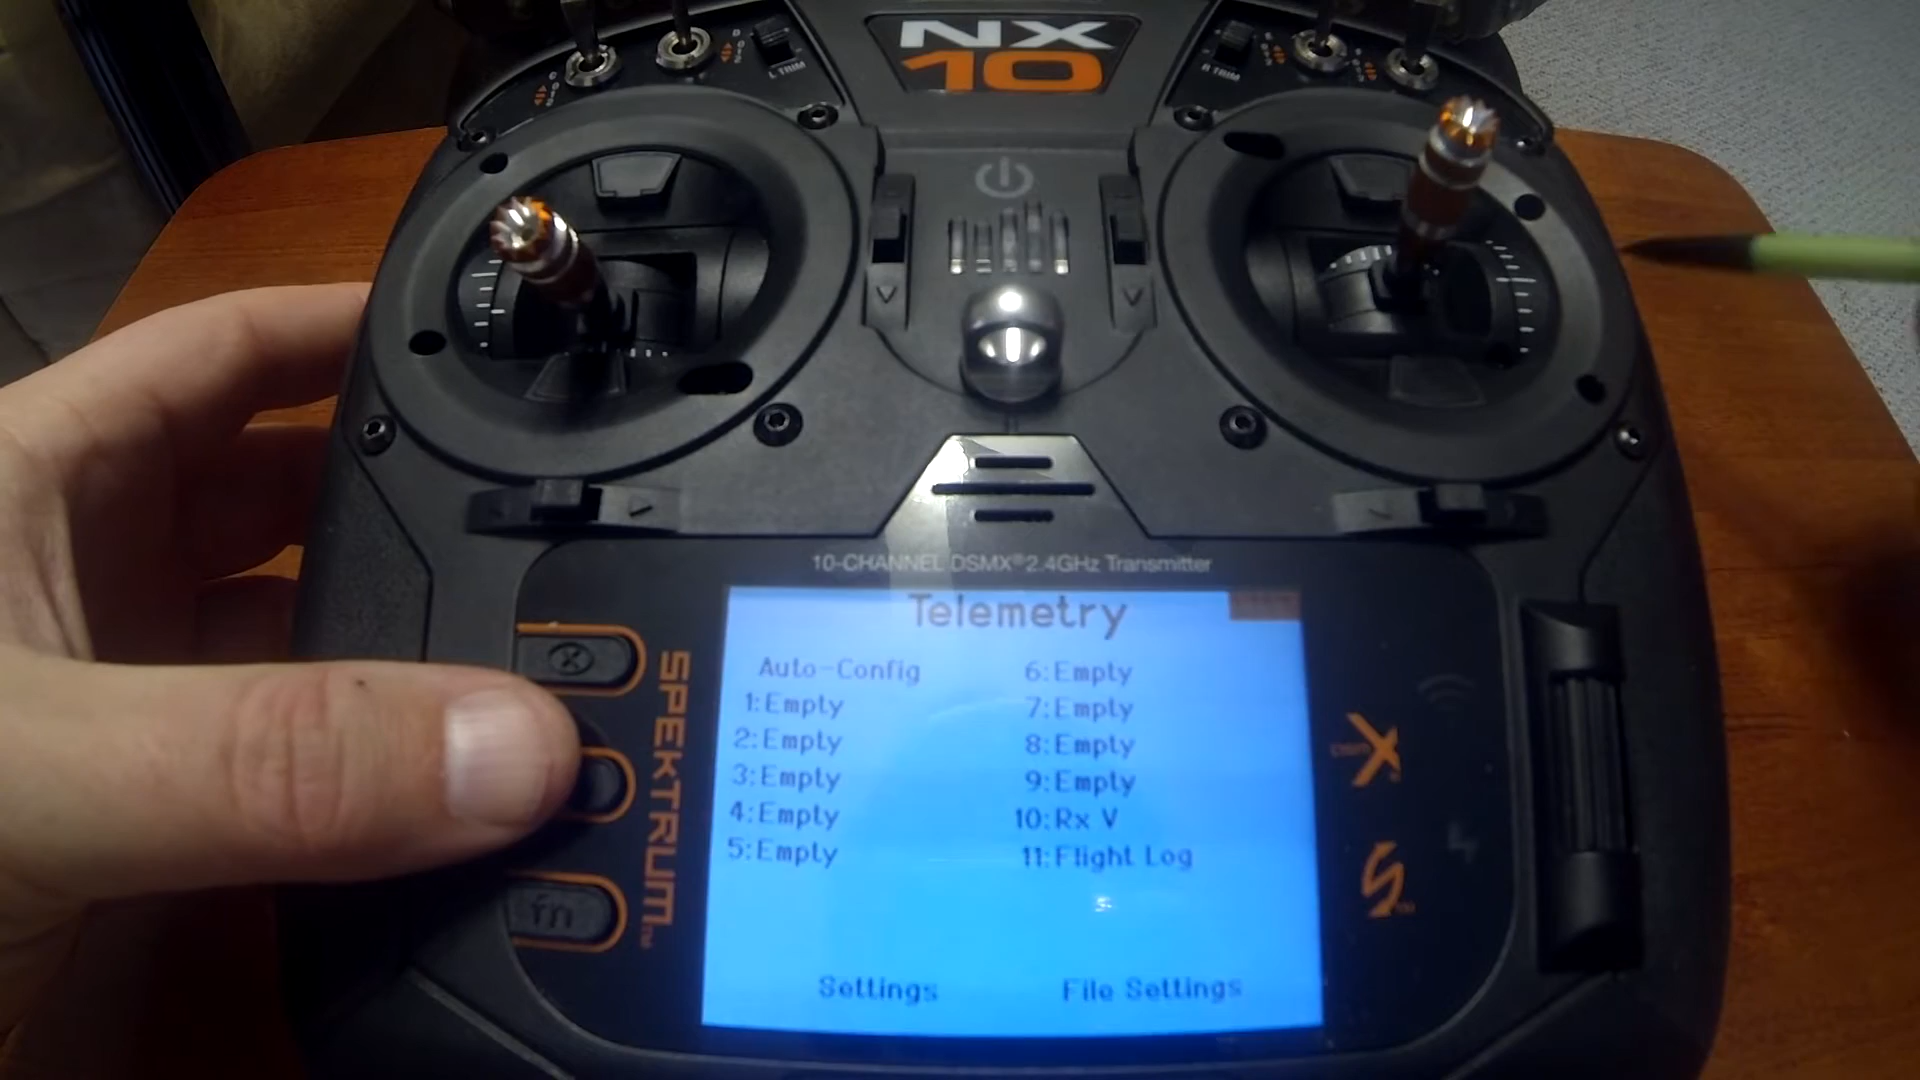 NX
10
L TRIM
R TRIM
10-CHANNEL DSMX® 2.4GHz Transmitter
Telemetry
Auto-Config
1:Empty
2:Empty
3:Empty
4:Empty
5:Empty
6:Empty
7:Empty
8:Empty
9:Empty
10:Rx V
11:Flight Log
Settings
File Settings
SPEKTRUM
fn
X